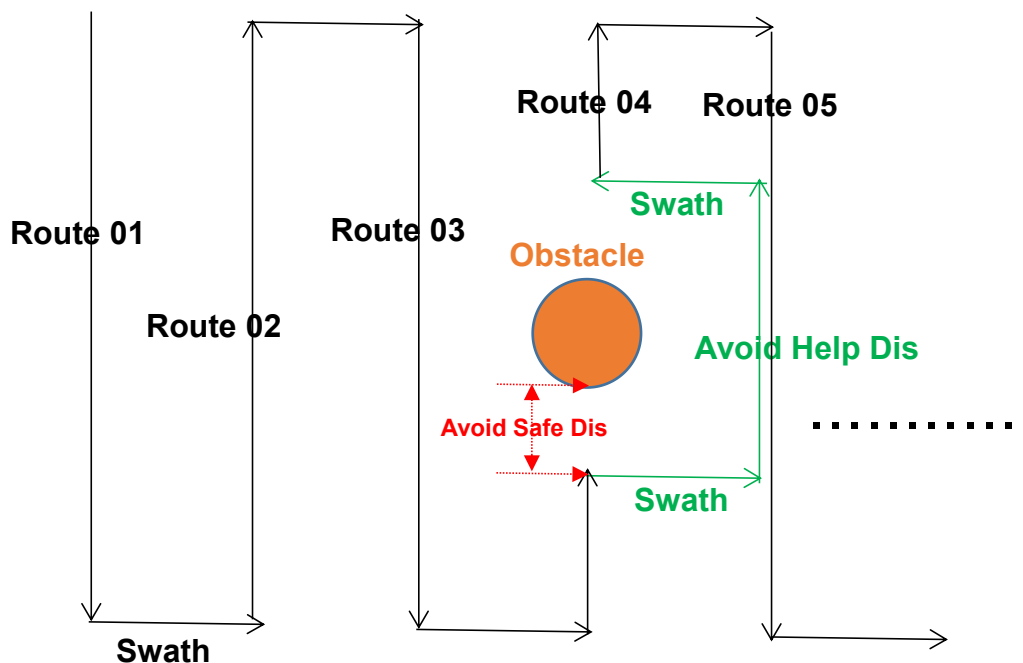 Route 04
Route 05
Swath
Route 01
Route 03
Obstacle
Route 02
Avoid Help Dis
Avoid Safe Dis
Swath
Swath